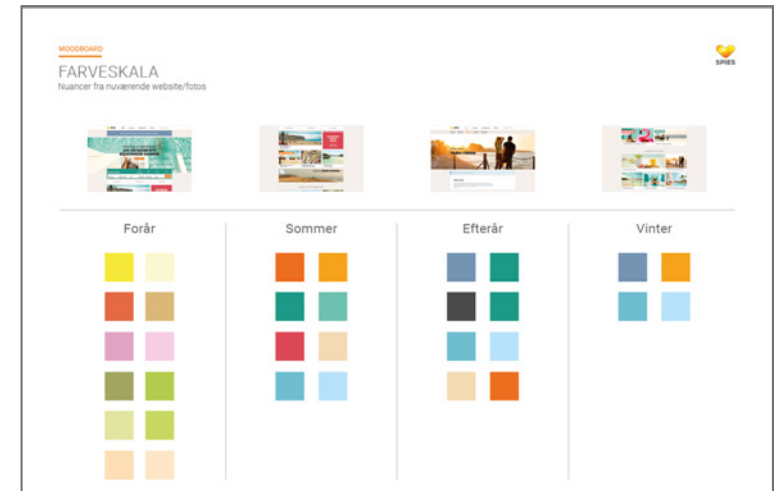 MOODBOARD
FARVESKALA
Nuancer fra nuværende website/fotos
SPIES
Forår
Sommer
Efterår
Vinter